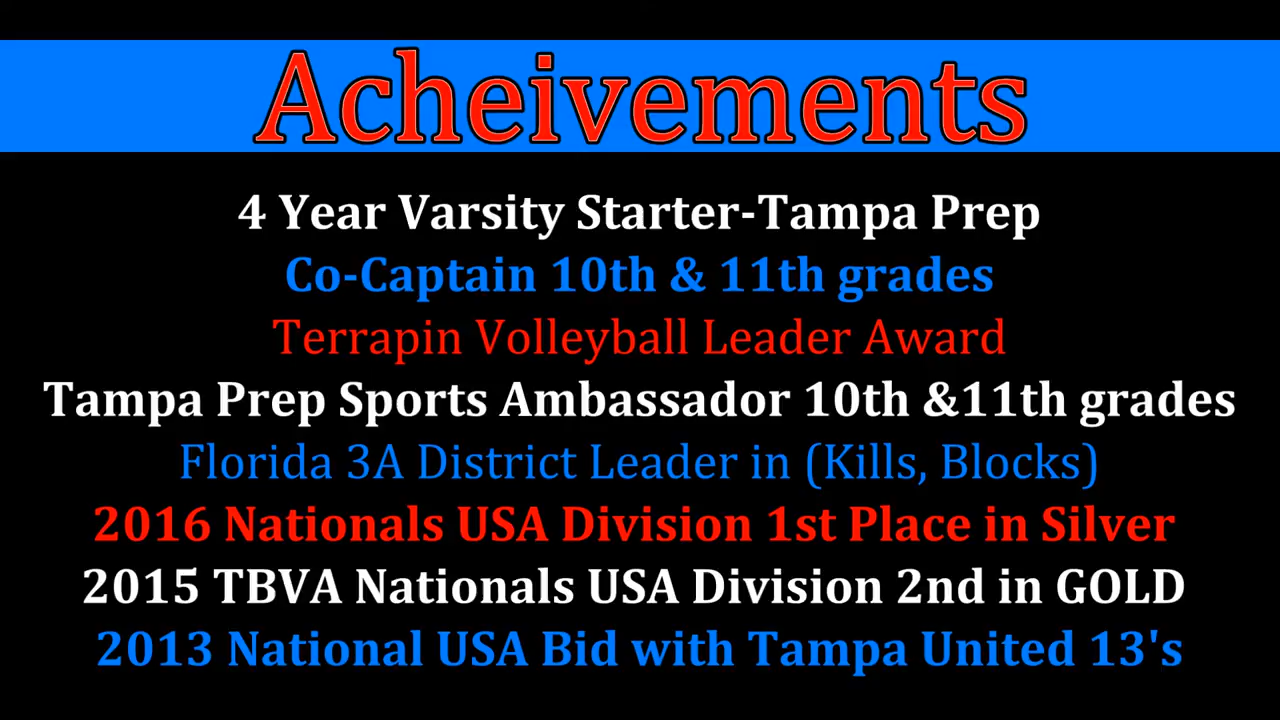 Acheivements
4 Year Varsity Starter-Tampa Prep
Co-Captain 10th & 11th grades
Terrapin Volleyball Leader Award
Tampa Prep Sports Ambassador 10th &11th grades
Florida 3A District Leader in (Kills, Blocks)
2016 Nationals USA Division 1st Place in Silver
2015 TBVA Nationals USA Division 2nd in GOLD
2013 National USA Bid with Tampa United 13's